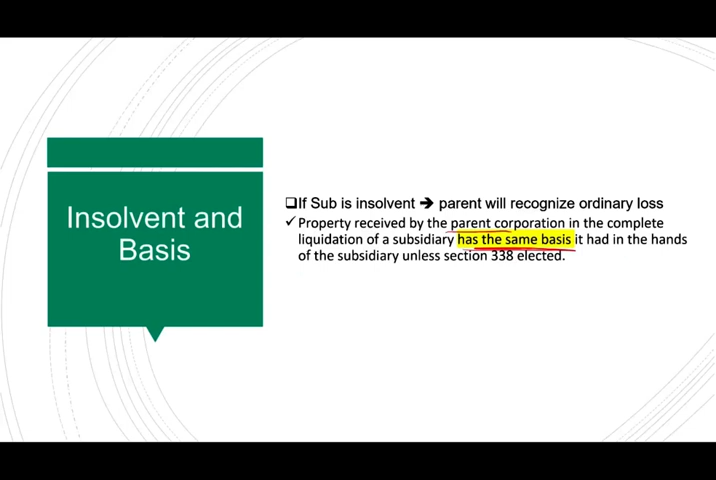 Insolvent and
Basis
❑If Sub is insolvent ➔ parent will recognize ordinary loss
✓ Property received by the parent corporation in the complete
liquidation of a subsidiary has the same basis it had in the hands
of the subsidiary unless section 338 elected.